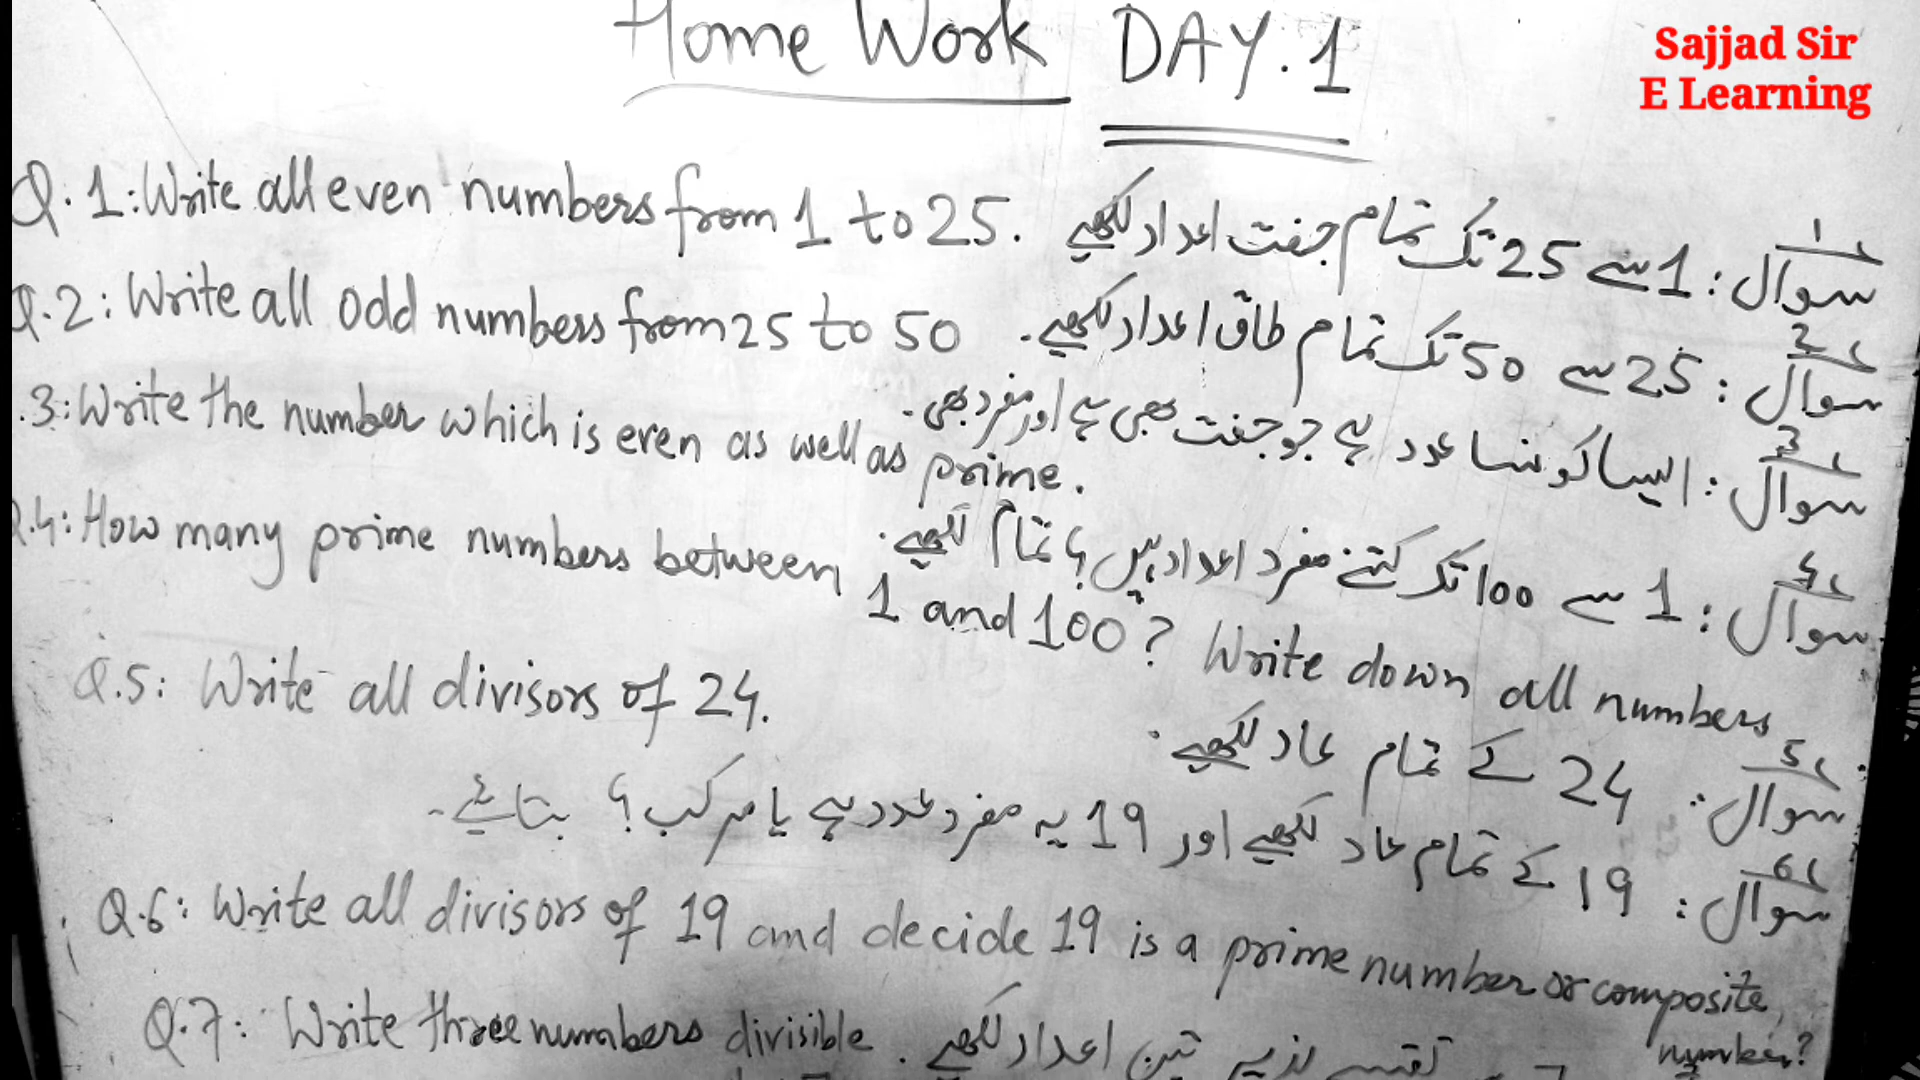 Home Work DAY.1
Sajjad Sir
E Learning
Q.1: Write all even numbers from 1 to 25.
سوال 1: 1 سے 25 تک تمام جفت اعداد لکھیے
Q.2: Write all odd numbers from 25 to 50
سوال 2: 25 سے 50 تک تمام طاق اعداد لکھیے.
.3: Write the number which is even as well as prime.
سوال 3: ایسا کونسا عدد ہے جو جفت بھی ہے اور مفرد بھی.
Q.4: How many prime numbers between 1 and 100? Write down all numbers
سوال 4: 1 سے 100 تک کتنے مفرد اعداد ہیں؟ تمام لکھیے.
Q.5: Write all divisors of 24.
سوال 5: 24 کے تمام عاد لکھیے.
سوال 6: 19 کے تمام عاد لکھیے اور 19 یہ مفرد عدد ہے یا مرکب؟ بتائیے-
Q.6: Write all divisors of 19 and decide 19 is a prime number or composite number?
Q.7: Write three numbers divisible
تین اعداد لکھیے.